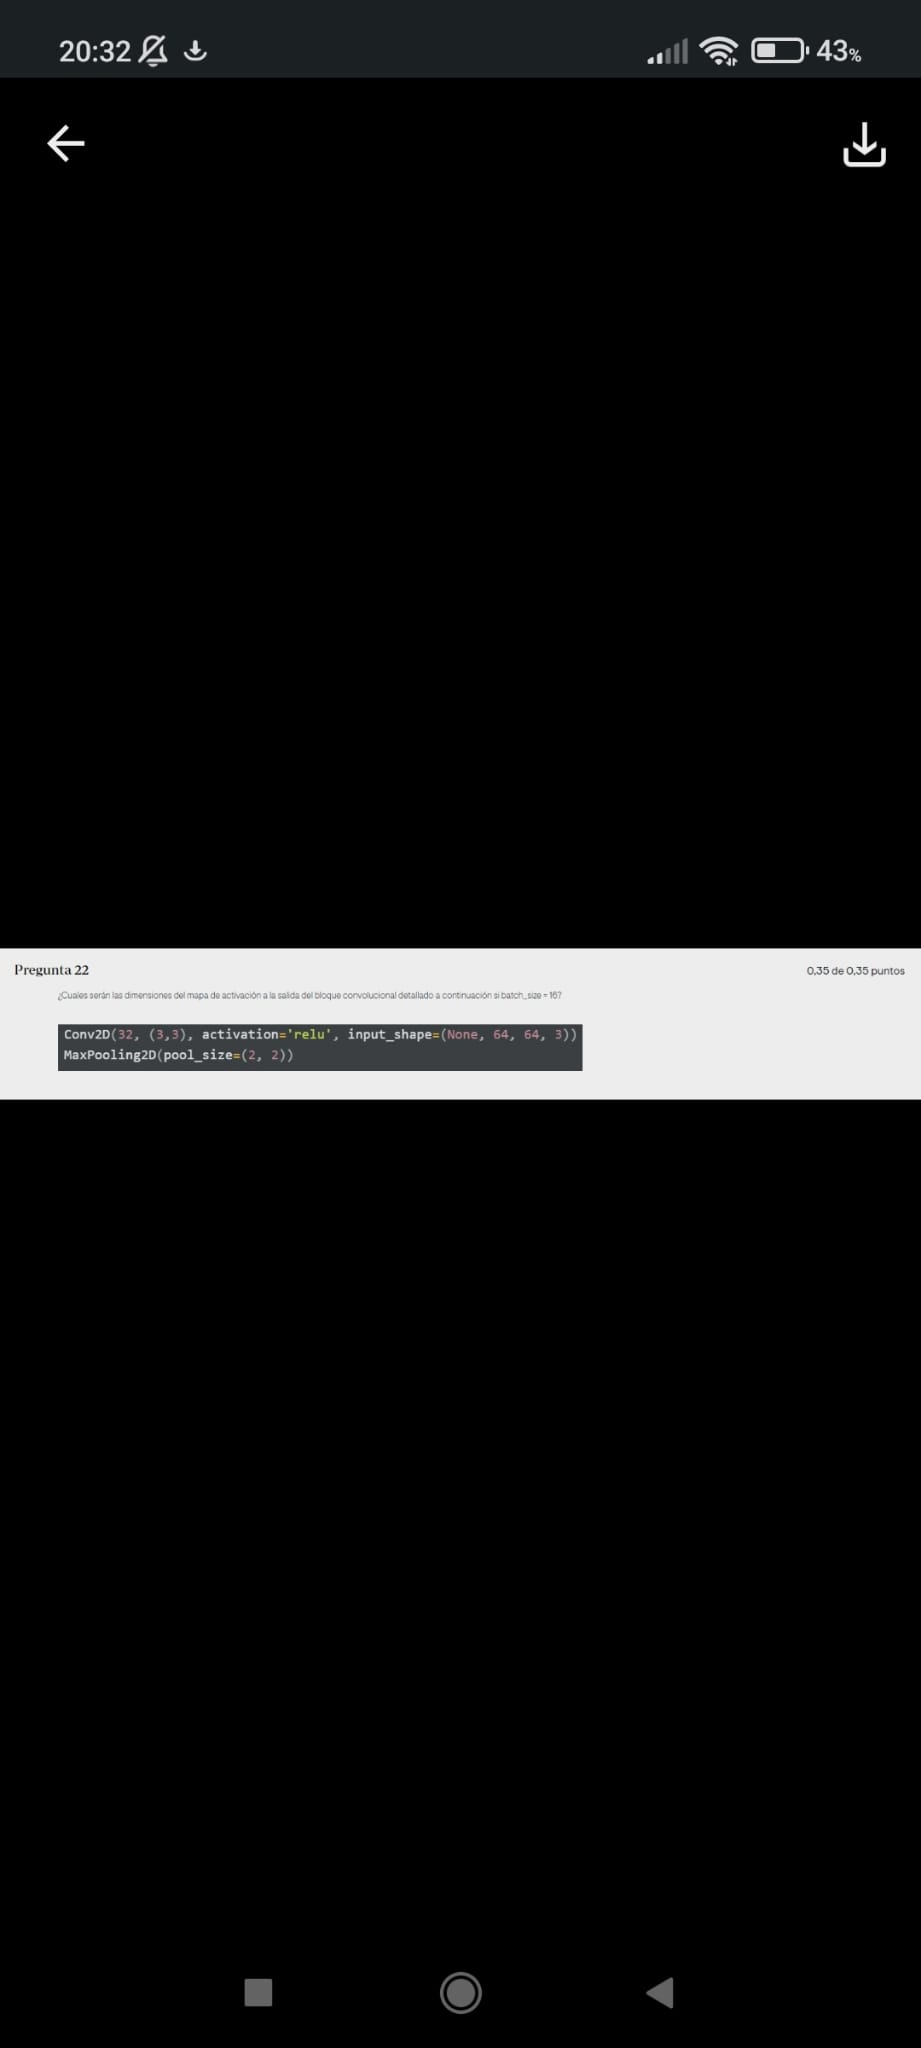 20:32 43%
Pregunta 22 0,35 de 0,35 puntos
¿Cuales serán las dimensiones del mapa de activación a la salida del bloque convolucional detallado a continuación si batch_size = 16?
Conv2D(32, (3,3), activation='relu', input_shape=(None, 64, 64, 3))
MaxPooling2D(pool_size=(2, 2))